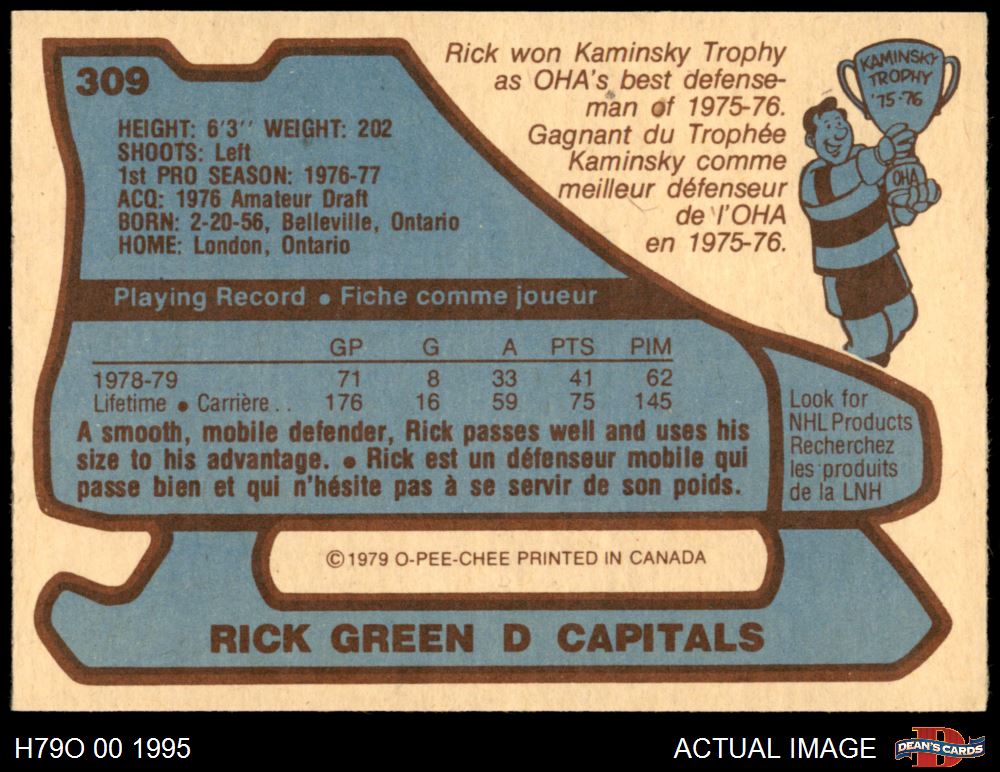 309
HEIGHT: 6'3'' WEIGHT: 202
SHOOTS: Left
1st PRO SEASON: 1976-77
ACQ: 1976 Amateur Draft
BORN: 2-20-56, Belleville, Ontario
HOME: London, Ontario
Rick won Kaminsky Trophy
as OHA's best defense-
man of 1975-76.
Gagnant du Trophée
Kaminsky comme
meilleur défenseur
de l'OHA
en 1975-76.
KAMINSKY
TROPHY
'75-76
OHA
Playing Record • Fiche comme joueur
GP G A PTS PIM
1978-79 71 8 33 41 62
Lifetime • Carrière . . 176 16 59 75 145
A smooth, mobile defender, Rick passes well and uses his
size to his advantage. • Rick est un défenseur mobile qui
passe bien et qui n'hésite pas à se servir de son poids.
Look for
NHL Products
Recherchez
les produits
de la LNH
© 1979 O-PEE-CHEE PRINTED IN CANADA
RICK GREEN D CAPITALS
H79O 00 1995
ACTUAL IMAGE
D
DEAN'S CARDS